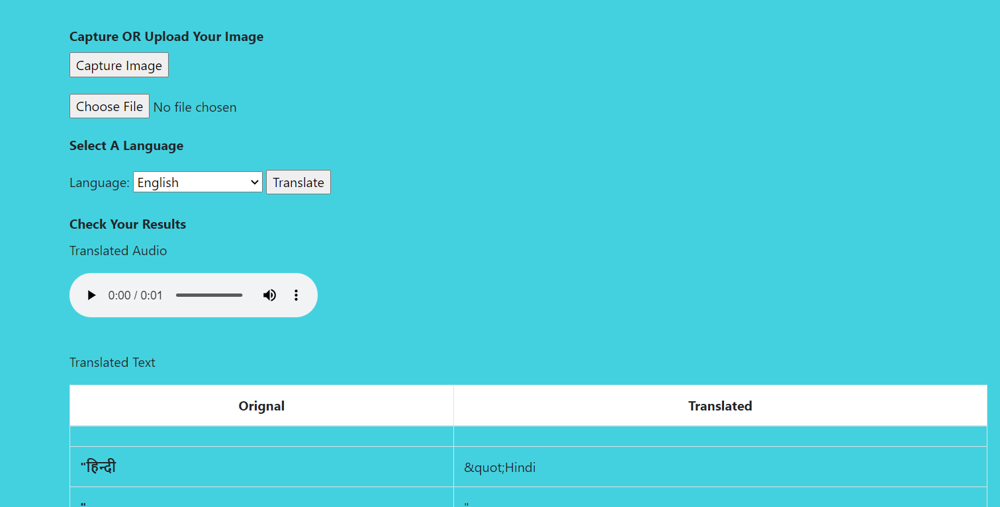 Capture OR Upload Your Image
Capture Image
Choose File No file chosen
Select A Language
Language: English Translate
Check Your Results
Translated Audio
0:00 / 0:01
Translated Text
Orignal Translated
"हिन्दी &quot;Hindi
" "